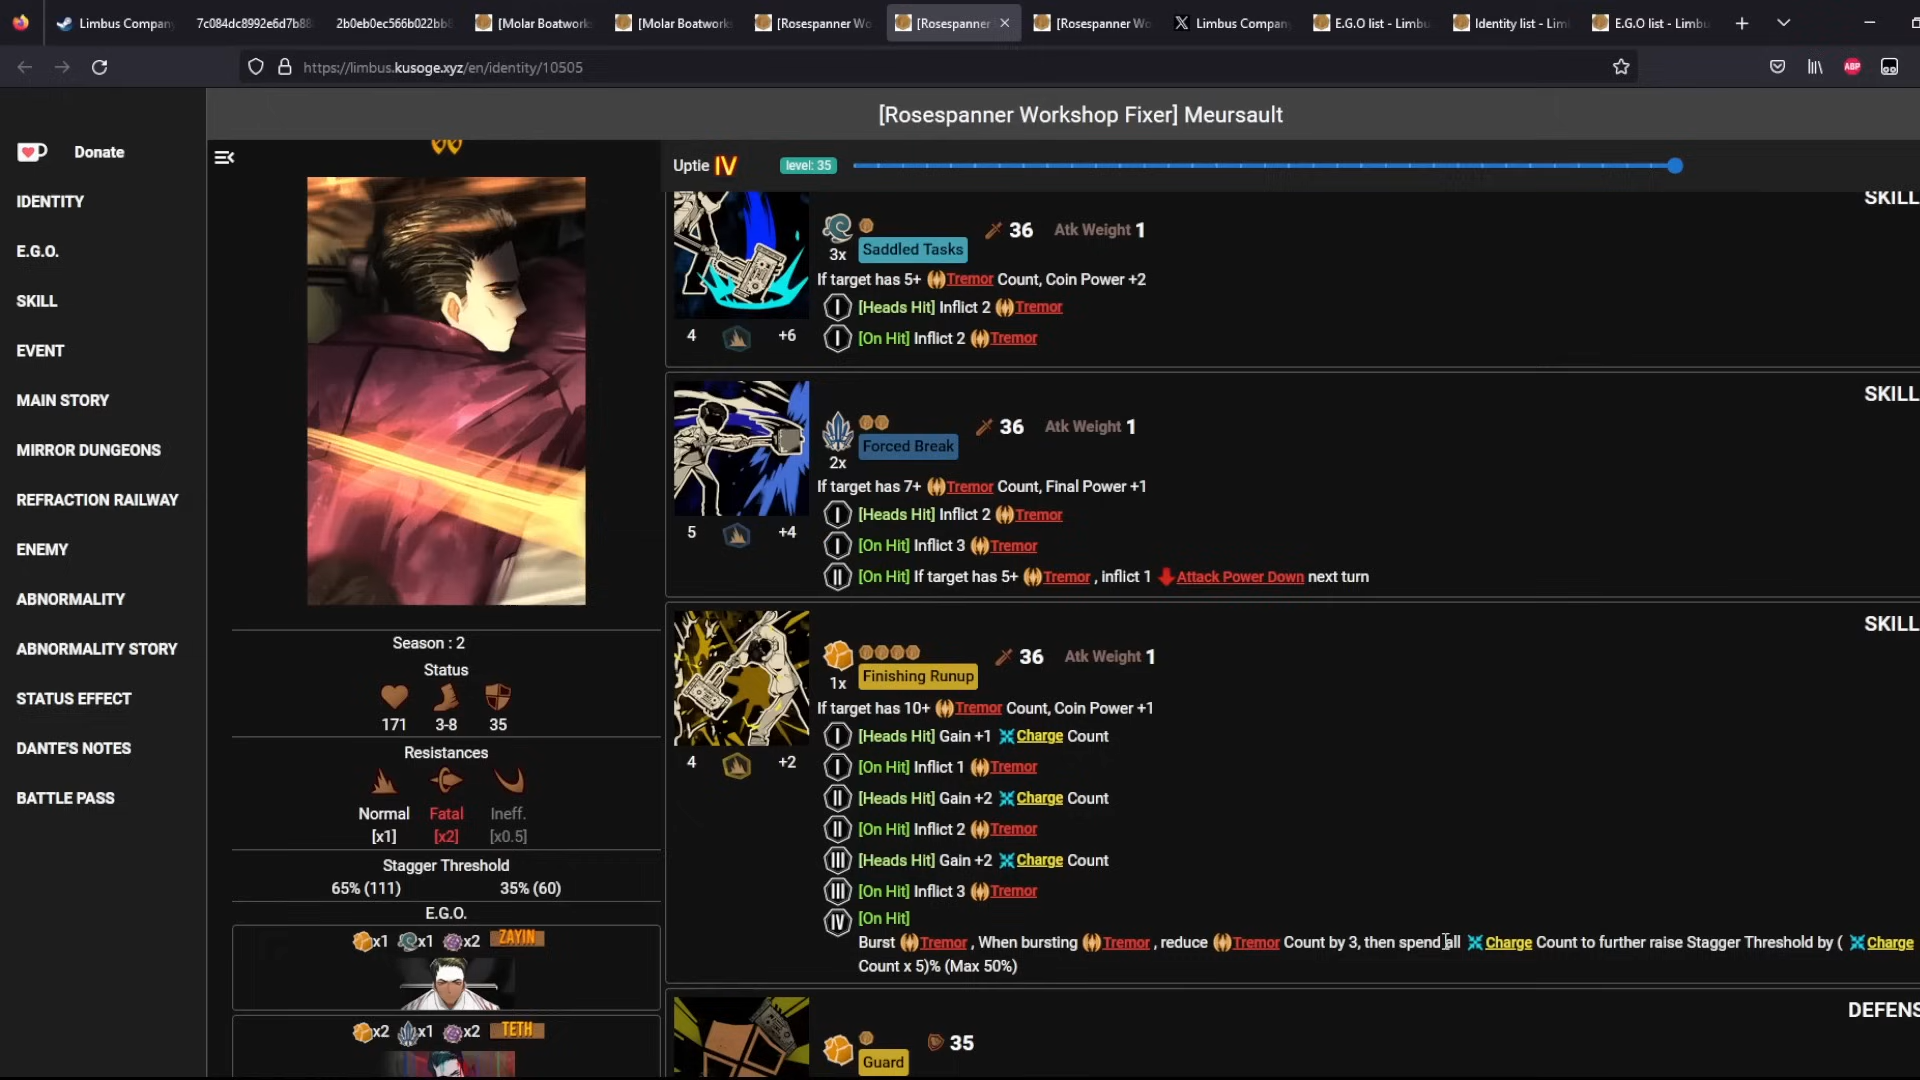 Limbus Company
7c084dc8992e6d7b88
2b0eb0ec566b022bb8
[Molar Boatwork
[Molar Boatwork
[Rosespanner Wo
[Rosespanner
[Rosespanner Wo
Limbus Company
E.G.O list - Limbu
Identity list - Lim
E.G.O list - Limbu
https://limbus.kusoge.xyz/en/identity/10505
ABP
[Rosespanner Workshop Fixer] Meursault
Donate
IDENTITY
E.G.O.
SKILL
EVENT
MAIN STORY
MIRROR DUNGEONS
REFRACTION RAILWAY
ENEMY
ABNORMALITY
ABNORMALITY STORY
STATUS EFFECT
DANTE'S NOTES
BATTLE PASS
Season : 2
Status
171 3-8 35
Resistances
Normal Fatal Ineff.
[x1] [x2] [x0.5]
Stagger Threshold
65% (111) 35% (60)
E.G.O.
x1 x1 x2 ZAYIN
x2 x1 x2 TETH
Uptie IV level: 35
SKILL
3x Saddled Tasks 36 Atk Weight 1
If target has 5+ Tremor Count, Coin Power +2
I [Heads Hit] Inflict 2 Tremor
I [On Hit] Inflict 2 Tremor
4 +6
SKILL
2x Forced Break 36 Atk Weight 1
If target has 7+ Tremor Count, Final Power +1
I [Heads Hit] Inflict 2 Tremor
I [On Hit] Inflict 3 Tremor
II [On Hit] If target has 5+ Tremor , inflict 1 Attack Power Down next turn
5 +4
SKILL
1x Finishing Runup 36 Atk Weight 1
If target has 10+ Tremor Count, Coin Power +1
I [Heads Hit] Gain +1 Charge Count
I [On Hit] Inflict 1 Tremor
II [Heads Hit] Gain +2 Charge Count
II [On Hit] Inflict 2 Tremor
III [Heads Hit] Gain +2 Charge Count
III [On Hit] Inflict 3 Tremor
IV [On Hit]
Burst Tremor , When bursting Tremor , reduce Tremor Count by 3, then spend all Charge Count to further raise Stagger Threshold by ( Charge
Count x 5)% (Max 50%)
4 +2
DEFENS
Guard 35